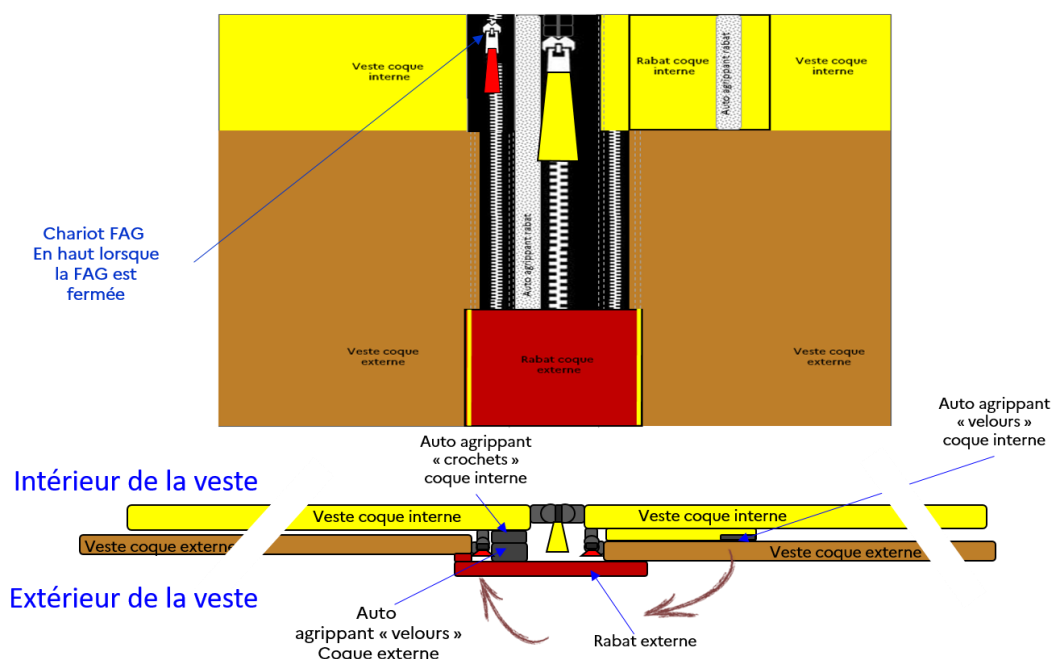 Veste coque
interne
Auto agrippant rabat
Rabat coque
interne
Auto agrippant rabat
Veste coque
interne
Chariot FAG
En haut lorsque
la FAG est
fermée
Veste coque
externe
Rabat coque
externe
Veste coque
externe
Auto agrippant
« velours »
coque interne
Auto agrippant
« crochets »
coque interne
Intérieur de la veste
Veste coque interne
Veste coque interne
Veste coque externe
Veste coque externe
Extérieur de la veste
Auto
agrippant « velours »
Coque externe
Rabat externe